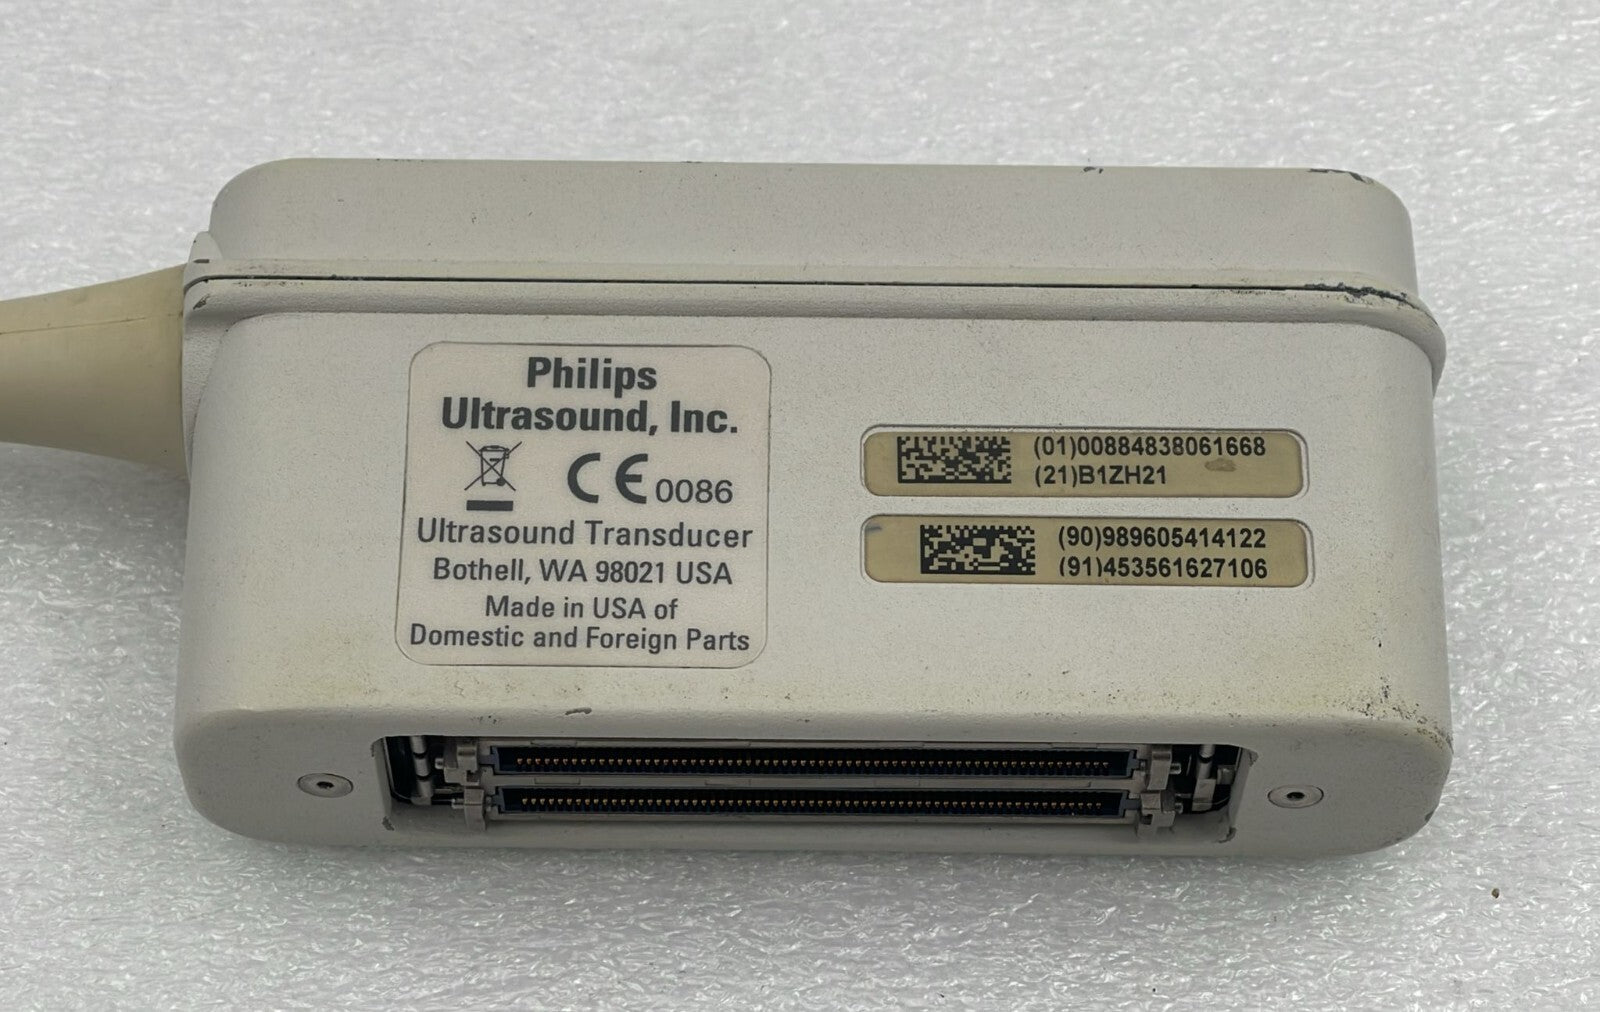 Philips
Ultrasound, Inc.
CE 0086
Ultrasound Transducer
Bothell, WA 98021 USA
Made in USA of
Domestic and Foreign Parts
(01)00884838061668
(21)B1ZH21
(90)989605414122
(91)453561627106